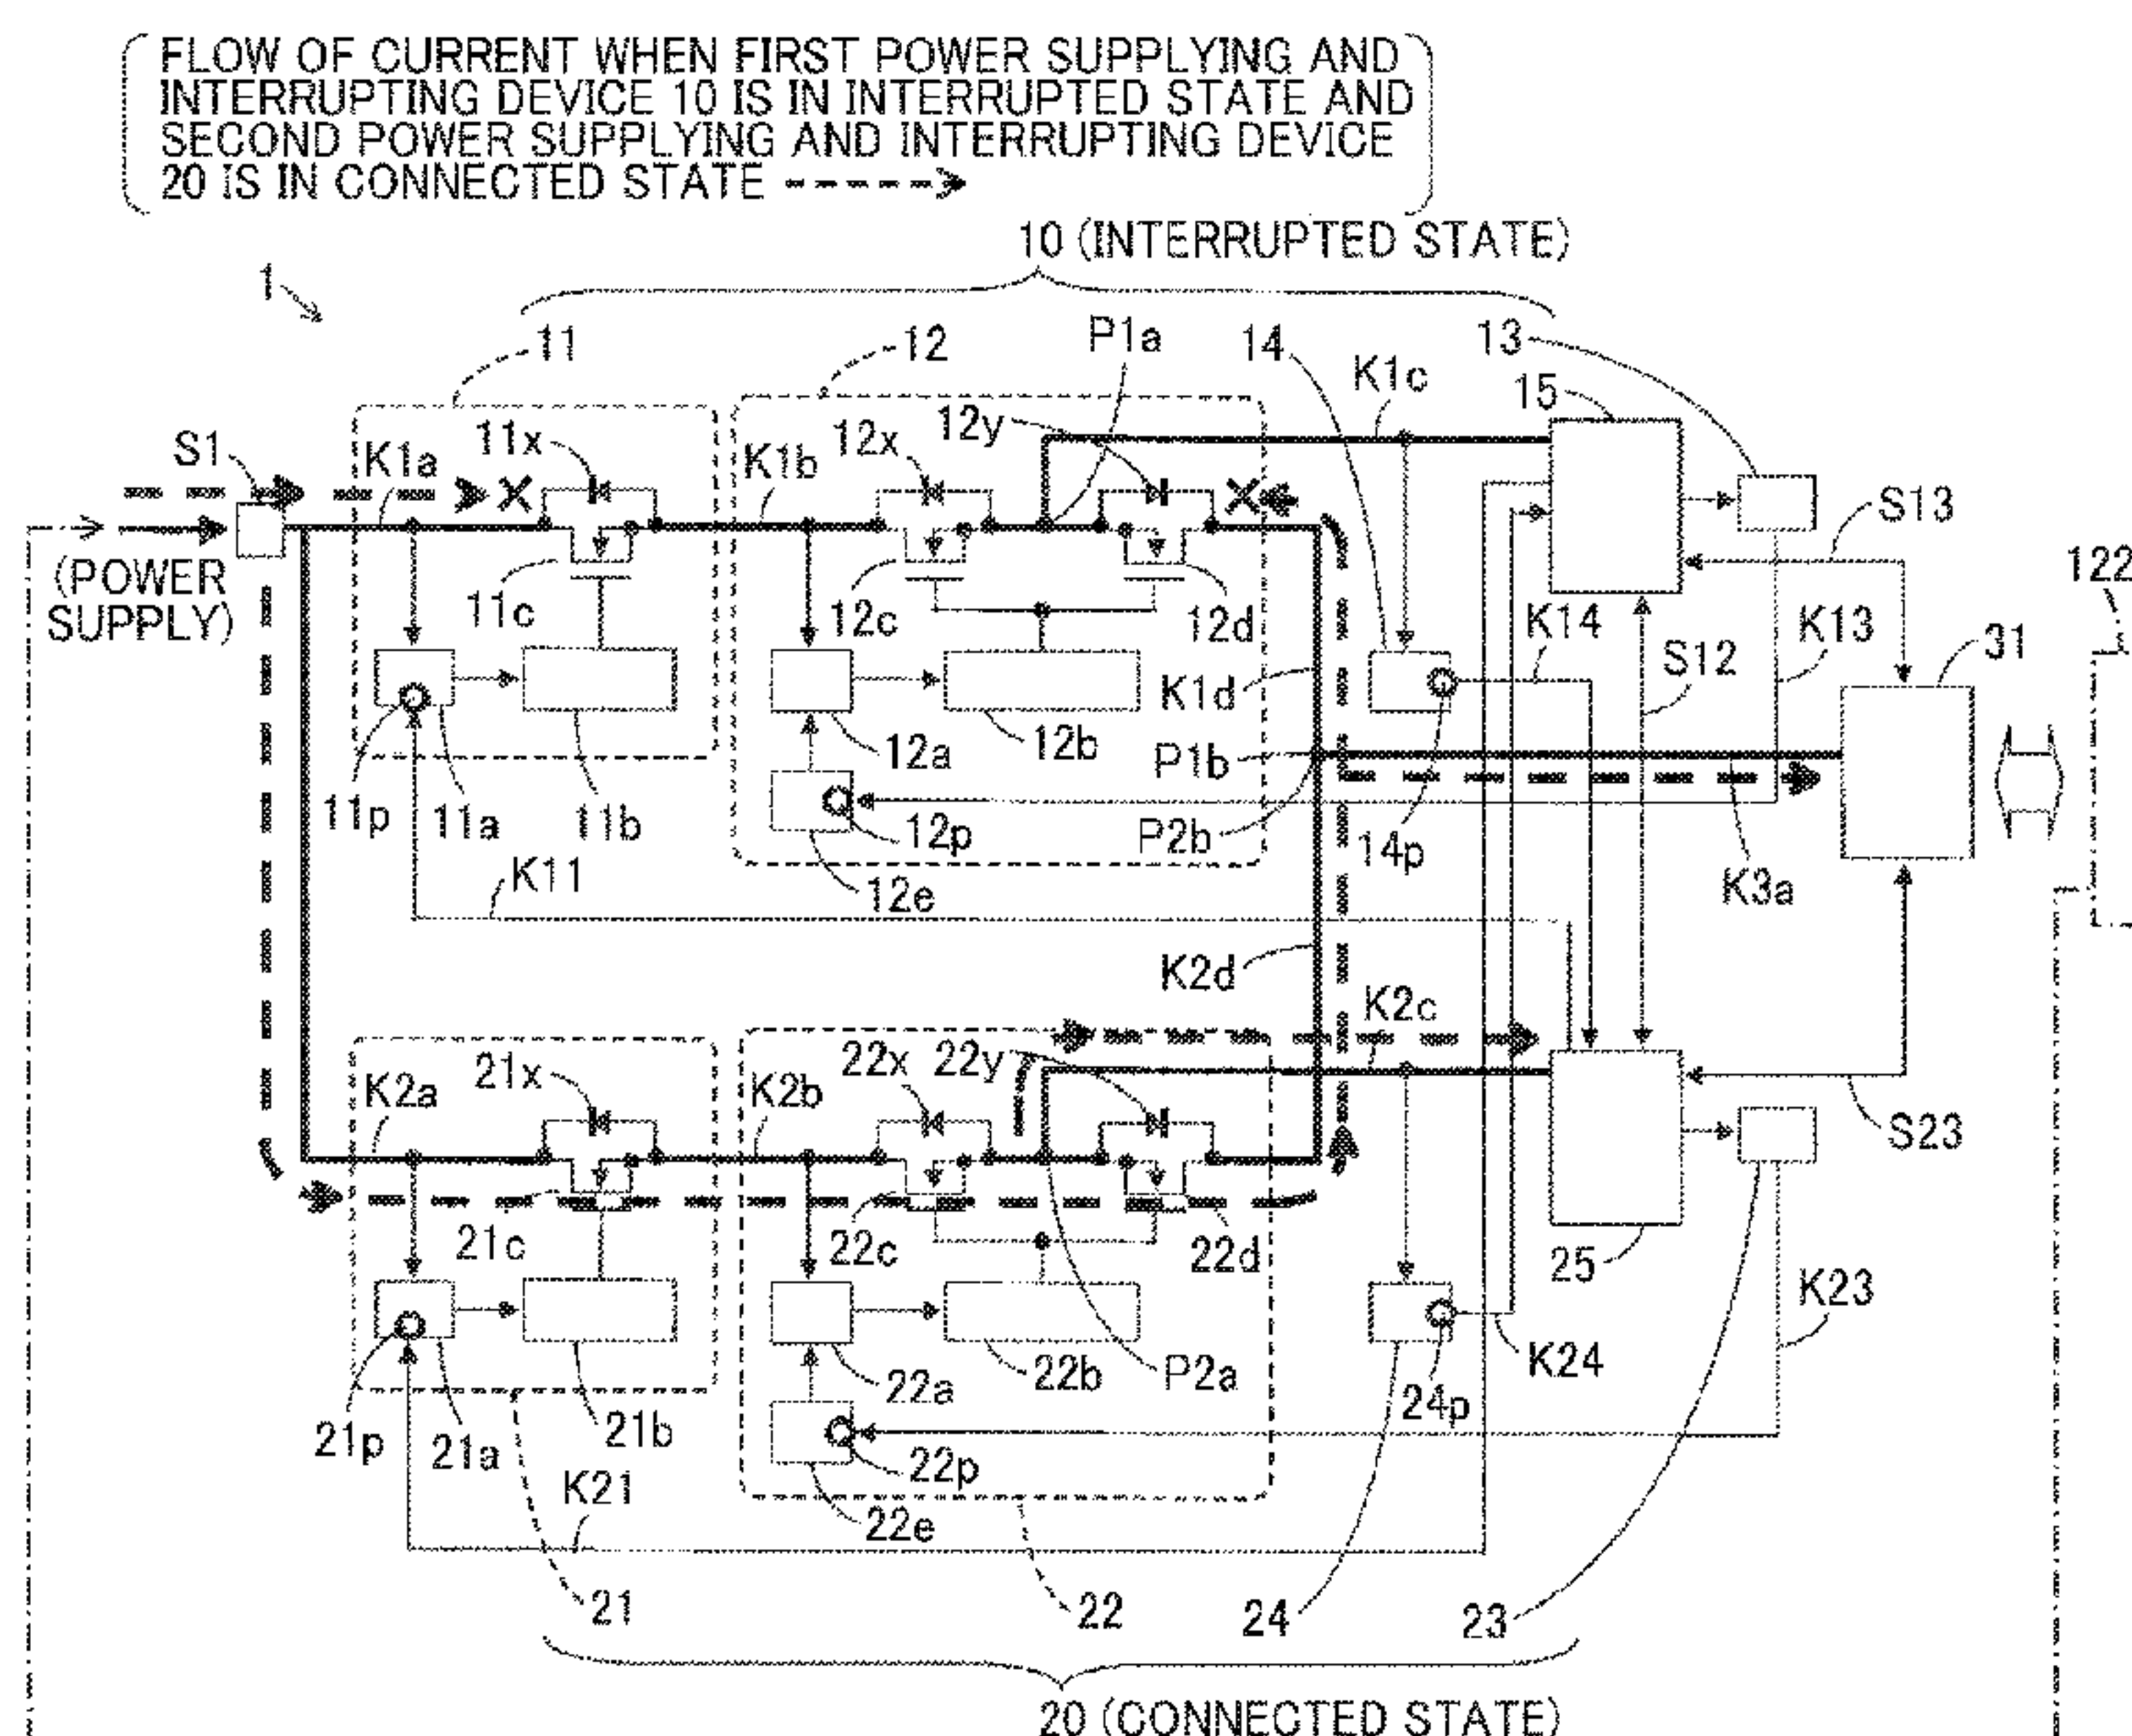 FLOW OF CURRENT WHEN FIRST POWER SUPPLYING AND
INTERRUPTING DEVICE 10 IS IN INTERRUPTED STATE AND
SECOND POWER SUPPLYING AND INTERRUPTING DEVICE
20 IS IN CONNECTED STATE
10 (INTERRUPTED STATE)
1
11
12
P1a
14
13
K1c
15
S1
K1a
11x
K1b
12x
12y
S13
(POWER
SUPPLY)
122
11c
12c
12d
K14
K13
S12
31
K1d
11p
11a
11b
12a
12b
P1b
12p
P2b
14p
K11
12e
K3a
K2d
K2c
K2a
21x
K2b
22x
22y
S23
21c
22c
22d
25
K23
22a
22b
P2a
K24
24p
21p
21a
21b
22p
K21
22e
21
22
24
23
20 (CONNECTED STATE)